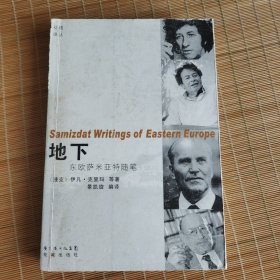 Samizdat Writings of Eastern Europe
地下
东欧萨米亚特随笔
[捷克] 伊凡·克里玛 等著
景凯旋 编译
花城出版社